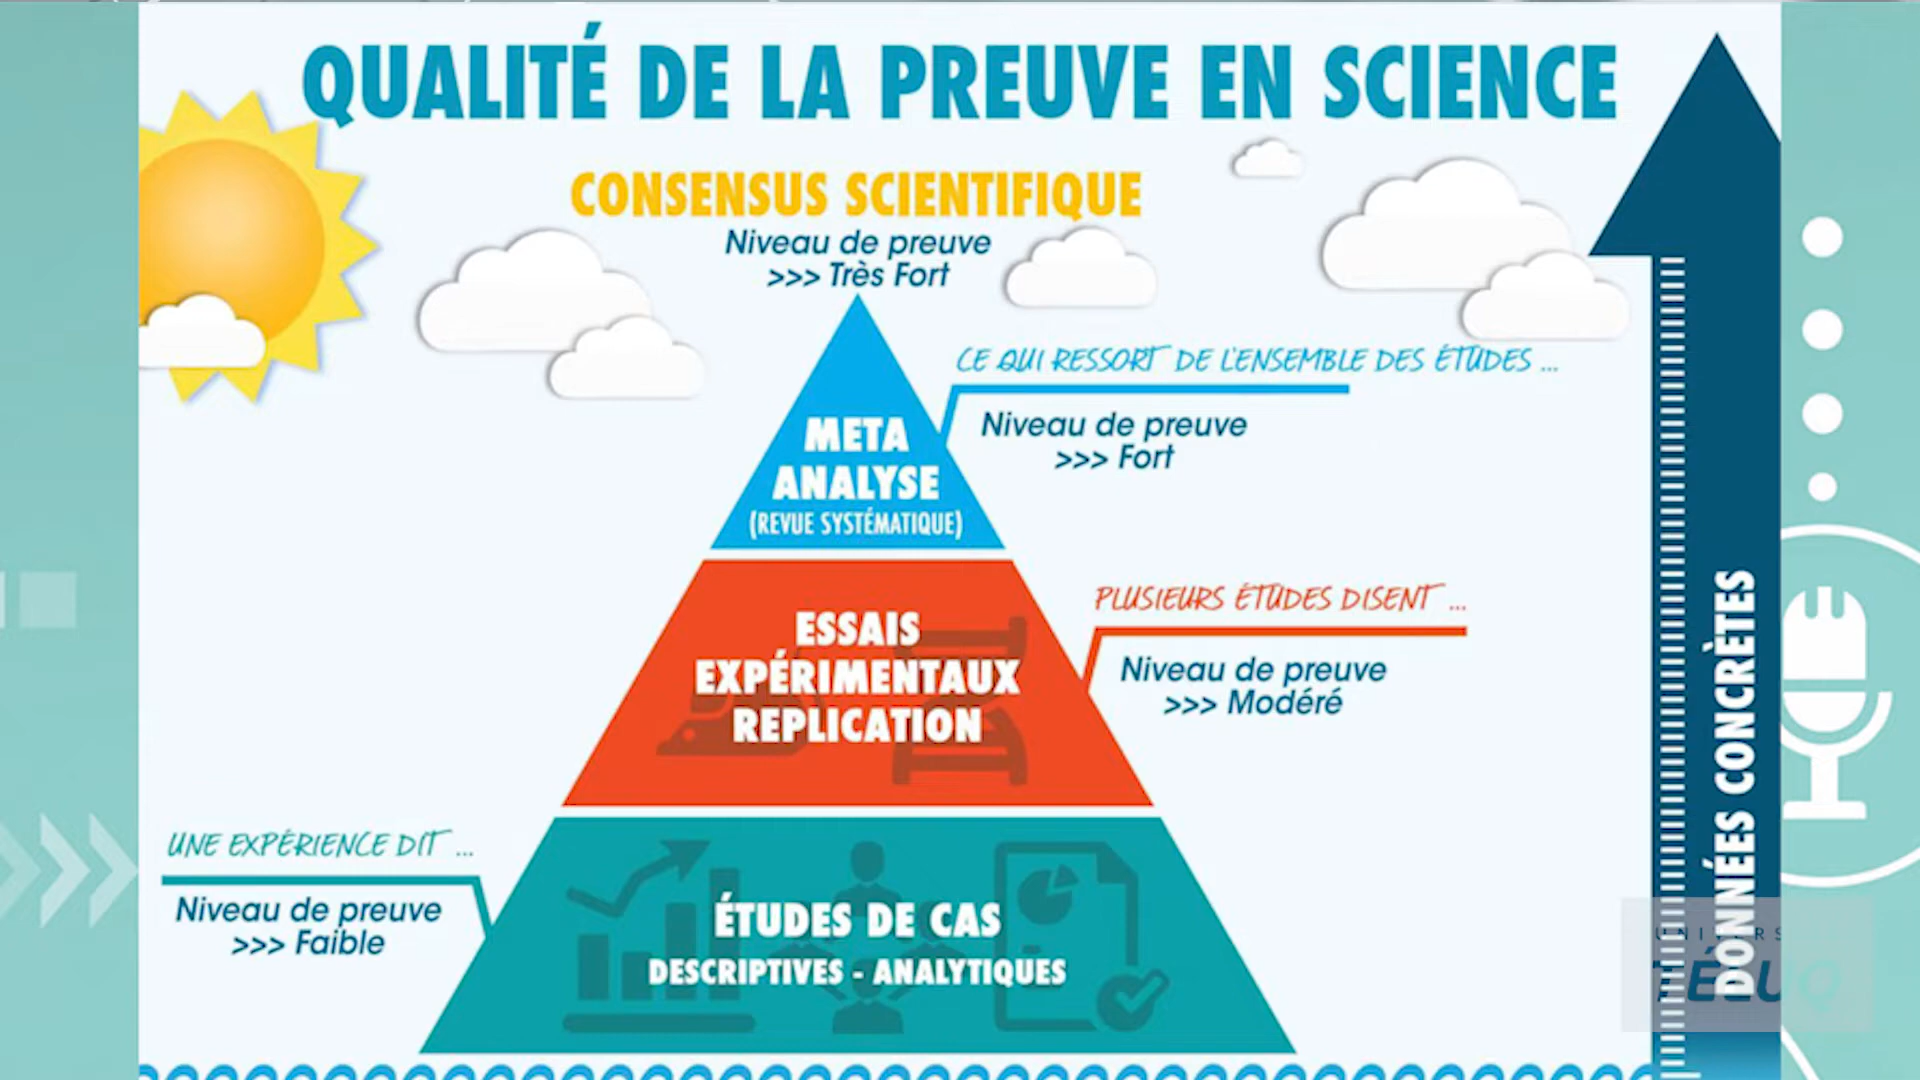 QUALITÉ DE LA PREUVE EN SCIENCE
CONSENSUS SCIENTIFIQUE
Niveau de preuve
>>> Très Fort
CE QUI RESSORT DE L'ENSEMBLE DES ÉTUDES ...
Niveau de preuve
>>> Fort
META
ANALYSE
(REVUE SYSTÉMATIQUE)
PLUSIEURS ÉTUDES DISENT ...
Niveau de preuve
>>> Modéré
ESSAIS
EXPÉRIMENTAUX
REPLICATION
UNE EXPÉRIENCE DIT ...
Niveau de preuve
>>> Faible
ÉTUDES DE CAS
DESCRIPTIVES - ANALYTIQUES
DONNÉES CONCRÈTES
TÉLUQ